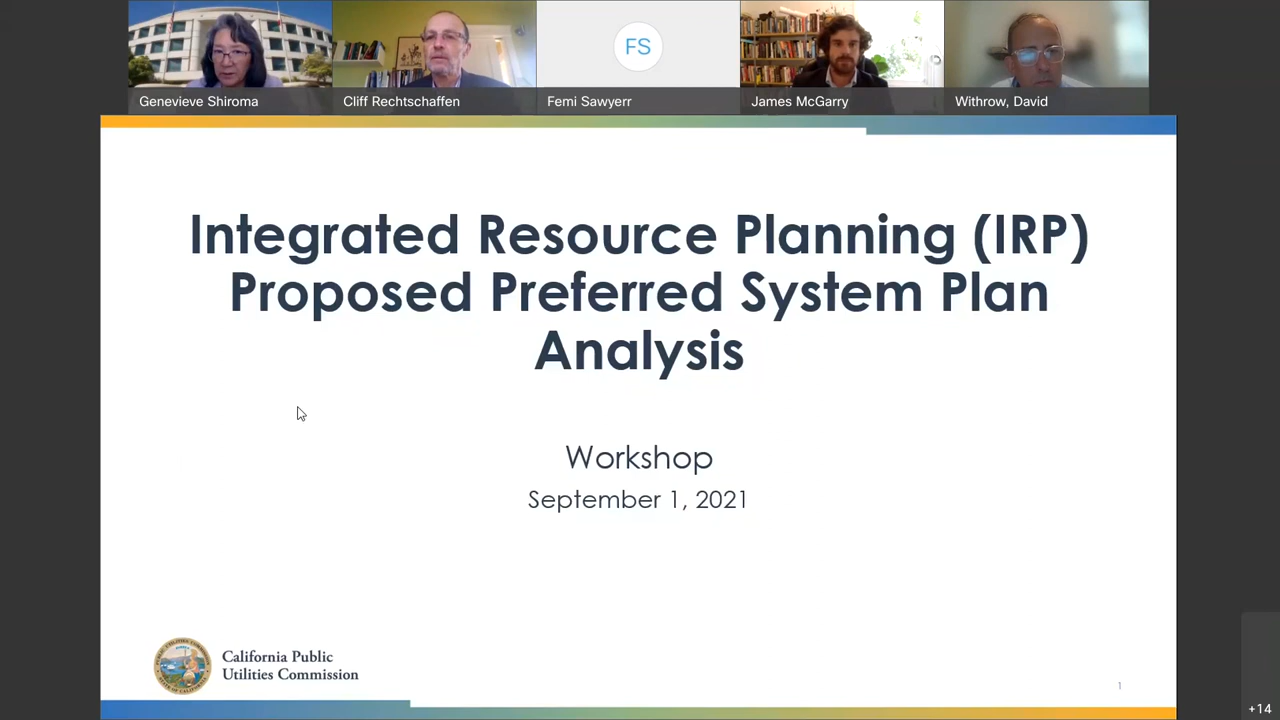 Genevieve Shiroma
Cliff Rechtschaffen
FS
Femi Sawyerr
James McGarry
Withrow, David
Integrated Resource Planning (IRP)
Proposed Preferred System Plan
Analysis
Workshop
September 1, 2021
California Public
Utilities Commission
1
+14